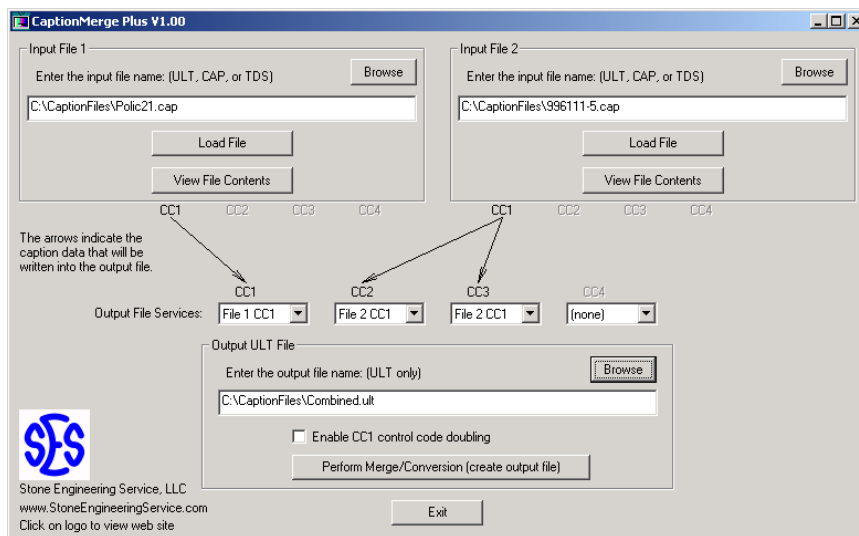 CaptionMerge Plus V1.00
Input File 1
Enter the input file name: (ULT, CAP, or TDS)
Browse
C:\CaptionFiles\Polic21.cap
Load File
View File Contents
CC1 CC2 CC3 CC4
Input File 2
Enter the input file name: (ULT, CAP, or TDS)
Browse
C:\CaptionFiles\996111-5.cap
Load File
View File Contents
CC1 CC2 CC3 CC4
The arrows indicate the
caption data that will be
written into the output file.
CC1 CC2 CC3 CC4
Output File Services: File 1 CC1 File 2 CC1 File 2 CC1 (none)
Output ULT File
Enter the output file name: (ULT only)
Browse
C:\CaptionFiles\Combined.ult
Enable CC1 control code doubling
Perform Merge/Conversion (create output file)
SES
Stone Engineering Service, LLC
www.StoneEngineeringService.com
Click on logo to view web site
Exit